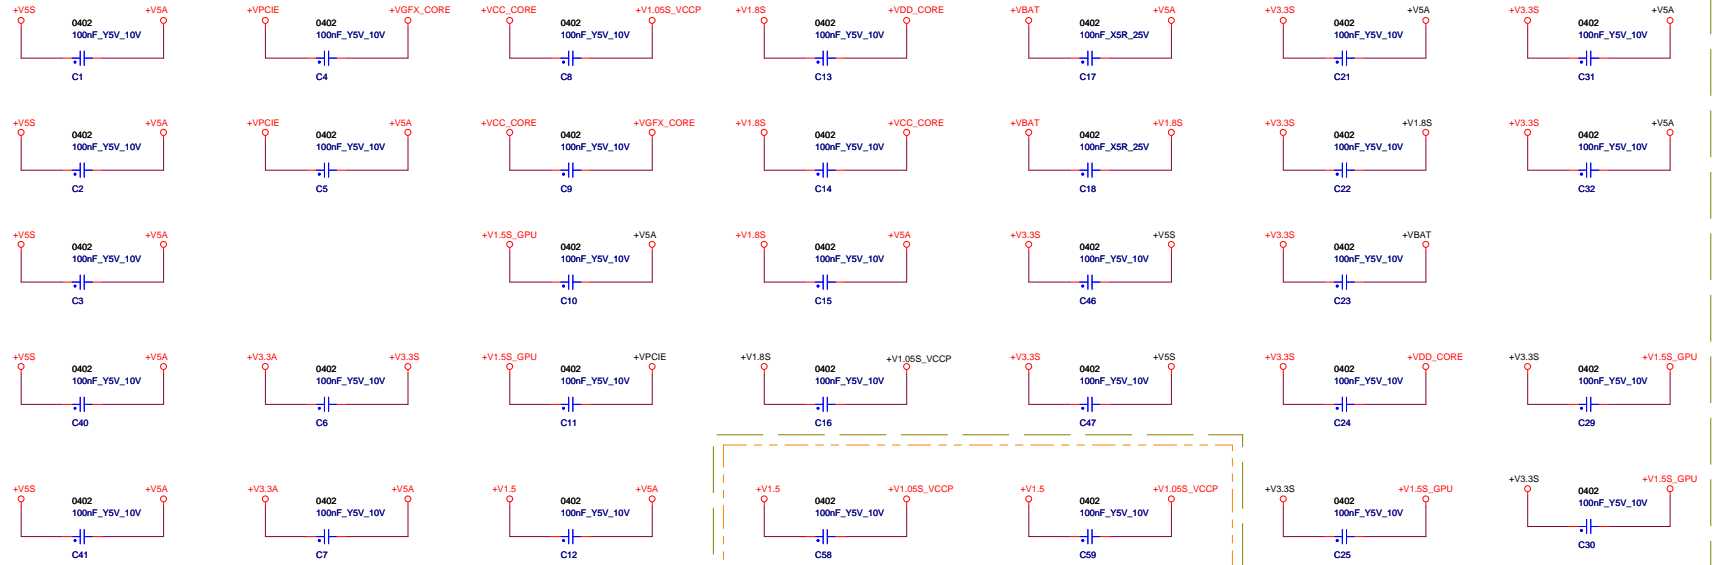 +V5S +V5A +VPCIE +VGFX_CORE +VCC_CORE +V1.05S_VCCP +V1.8S +VDD_CORE +VBAT +V5A +V3.3S +V5A +V3.3S +V5A
0402 0402 0402 0402 0402 0402 0402
100nF_Y5V_10V 100nF_Y5V_10V 100nF_Y5V_10V 100nF_Y5V_10V 100nF_X5R_25V 100nF_Y5V_10V 100nF_Y5V_10V
C1 C4 C8 C13 C17 C21 C31
+V5S +V5A +VPCIE +V5A +VCC_CORE +VGFX_CORE +V1.8S +VCC_CORE +VBAT +V1.8S +V3.3S +V1.8S +V3.3S +V5A
0402 0402 0402 0402 0402 0402 0402
100nF_Y5V_10V 100nF_Y5V_10V 100nF_Y5V_10V 100nF_Y5V_10V 100nF_X5R_25V 100nF_Y5V_10V 100nF_Y5V_10V
C2 C5 C9 C14 C18 C22 C32
+V5S +V5A +V1.5S_GPU +V5A +V1.8S +V5A +V3.3S +V5S +V3.3S +VBAT
0402 0402 0402 0402 0402
100nF_Y5V_10V 100nF_Y5V_10V 100nF_Y5V_10V 100nF_Y5V_10V 100nF_Y5V_10V
C3 C10 C15 C46 C23
+V5S +V5A +V3.3A +V3.3S +V1.5S_GPU +VPCIE +V1.8S +V1.05S_VCCP +V3.3S +V5S +V3.3S +VDD_CORE +V3.3S +V1.5S_GPU
0402 0402 0402 0402 0402 0402 0402
100nF_Y5V_10V 100nF_Y5V_10V 100nF_Y5V_10V 100nF_Y5V_10V 100nF_Y5V_10V 100nF_Y5V_10V 100nF_Y5V_10V
C40 C6 C11 C16 C47 C24 C29
+V5S +V5A +V3.3A +V5A +V1.5 +V5A +V1.5 +V1.05S_VCCP +V1.5 +V1.05S_VCCP +V3.3S +V1.5S_GPU +V3.3S +V1.5S_GPU
0402 0402 0402 0402 0402 0402 0402
100nF_Y5V_10V 100nF_Y5V_10V 100nF_Y5V_10V 100nF_Y5V_10V 100nF_Y5V_10V 100nF_Y5V_10V 100nF_Y5V_10V
C41 C7 C12 C58 C59 C25 C30